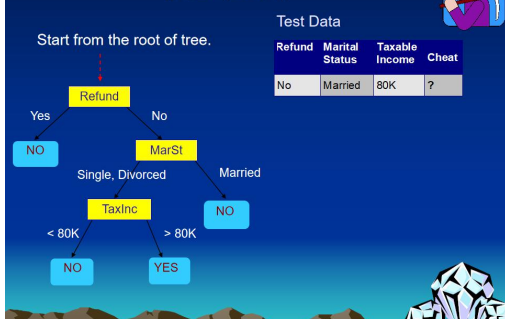 Test Data
Start from the root of tree.
Refund Marital Status Taxable Income Cheat
No Married 80K ?
Refund
Yes No
NO MarSt
Single, Divorced Married
TaxInc NO
< 80K > 80K
NO YES